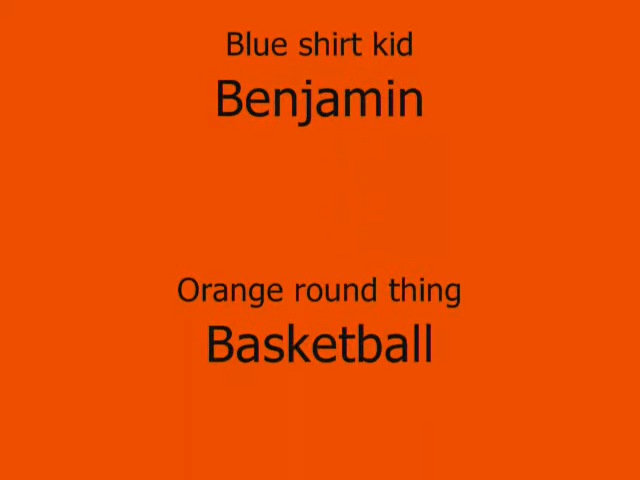 Blue shirt kid
Benjamin
Orange round thing
Basketball